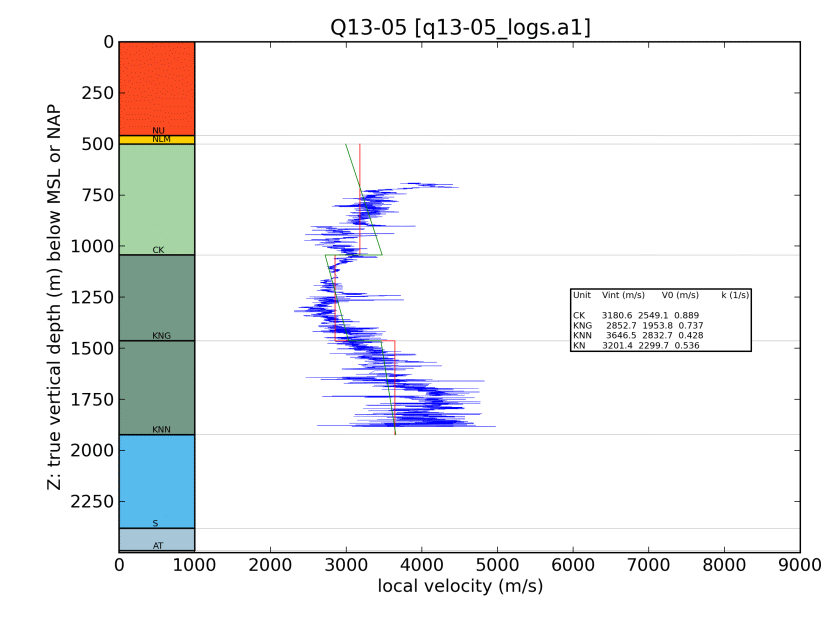 Q13-05 [q13-05_logs.a1]
Z: true vertical depth (m) below MSL or NAP
0
250
500
750
1000
1250
1500
1750
2000
2250
NU
NLM
CK
KNG
KNN
S
AT
Unit Vint (m/s) V0 (m/s) k (1/s)
CK 3180.6 2549.1 0.889
KNG 2852.7 1953.8 0.737
KNN 3646.5 2832.7 0.428
KN 3201.4 2299.7 0.536
0 1000 2000 3000 4000 5000 6000 7000 8000 9000
local velocity (m/s)